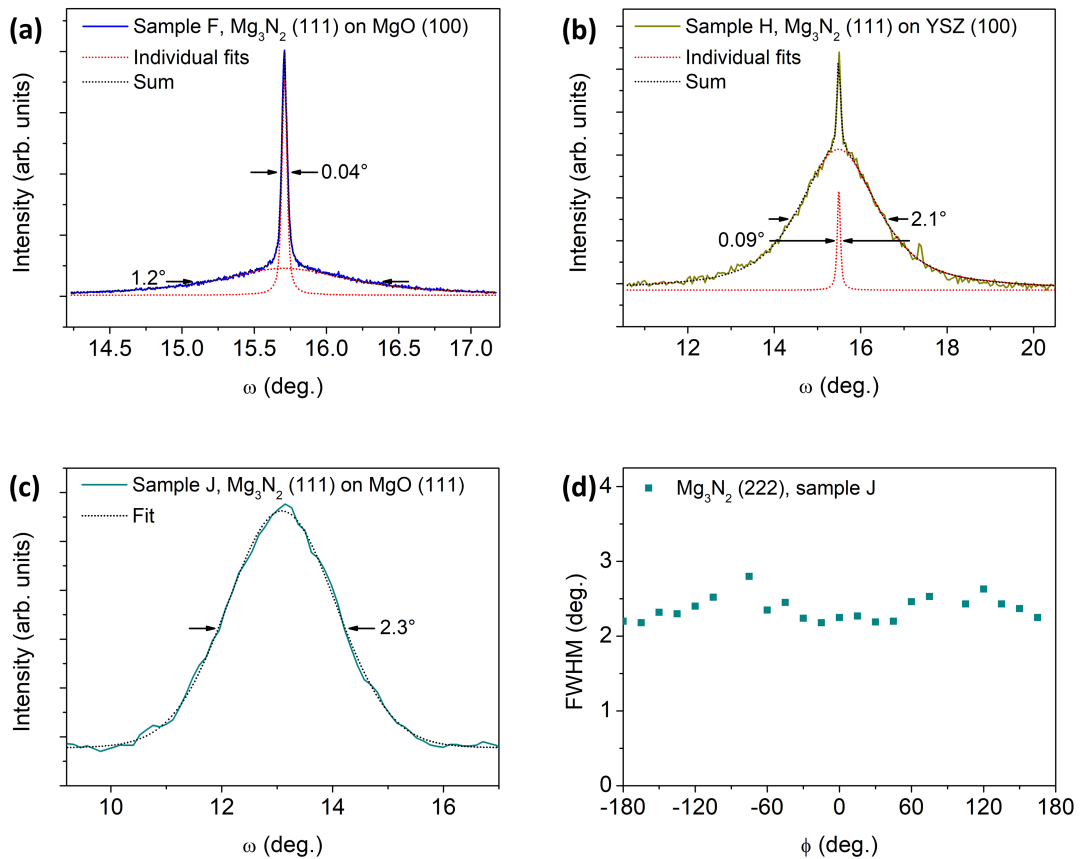 (a)
Sample F, Mg₃N₂ (111) on MgO (100)
Individual fits
Sum
0.04°
1.2°
Intensity (arb. units)
14.5 15.0 15.5 16.0 16.5 17.0
ω (deg.)
(b)
Sample H, Mg₃N₂ (111) on YSZ (100)
Individual fits
Sum
2.1°
0.09°
Intensity (arb. units)
12 14 16 18 20
ω (deg.)
(c)
Sample J, Mg₃N₂ (111) on MgO (111)
Fit
2.3°
Intensity (arb. units)
10 12 14 16
ω (deg.)
(d)
Mg₃N₂ (222), sample J
4
3
2
1
0
FWHM (deg.)
-180 -120 -60 0 60 120 180
ϕ (deg.)